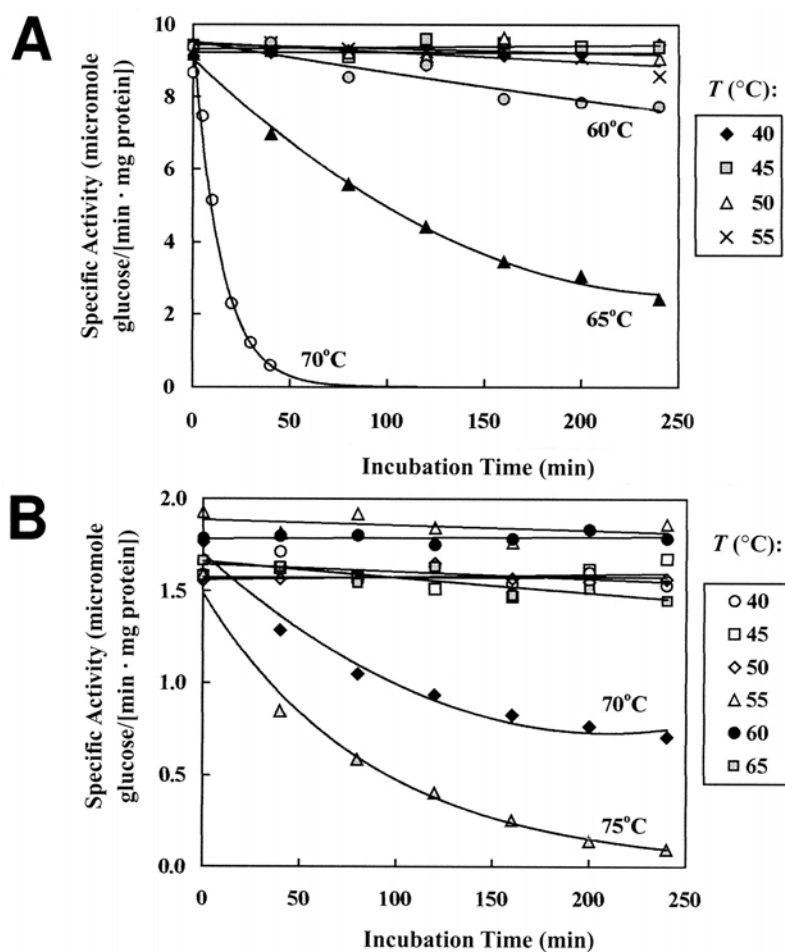 A
Specific Activity (micromole
glucose/[min · mg protein])
10
8
6
4
2
0
60°C
65°C
70°C
0 50 100 150 200 250
Incubation Time (min)
T (°C):
40
45
50
55
B
Specific Activity (micromole
glucose/[min · mg protein])
2.0
1.5
1.0
0.5
0.0
70°C
75°C
0 50 100 150 200 250
Incubation Time (min)
T (°C):
40
45
50
55
60
65